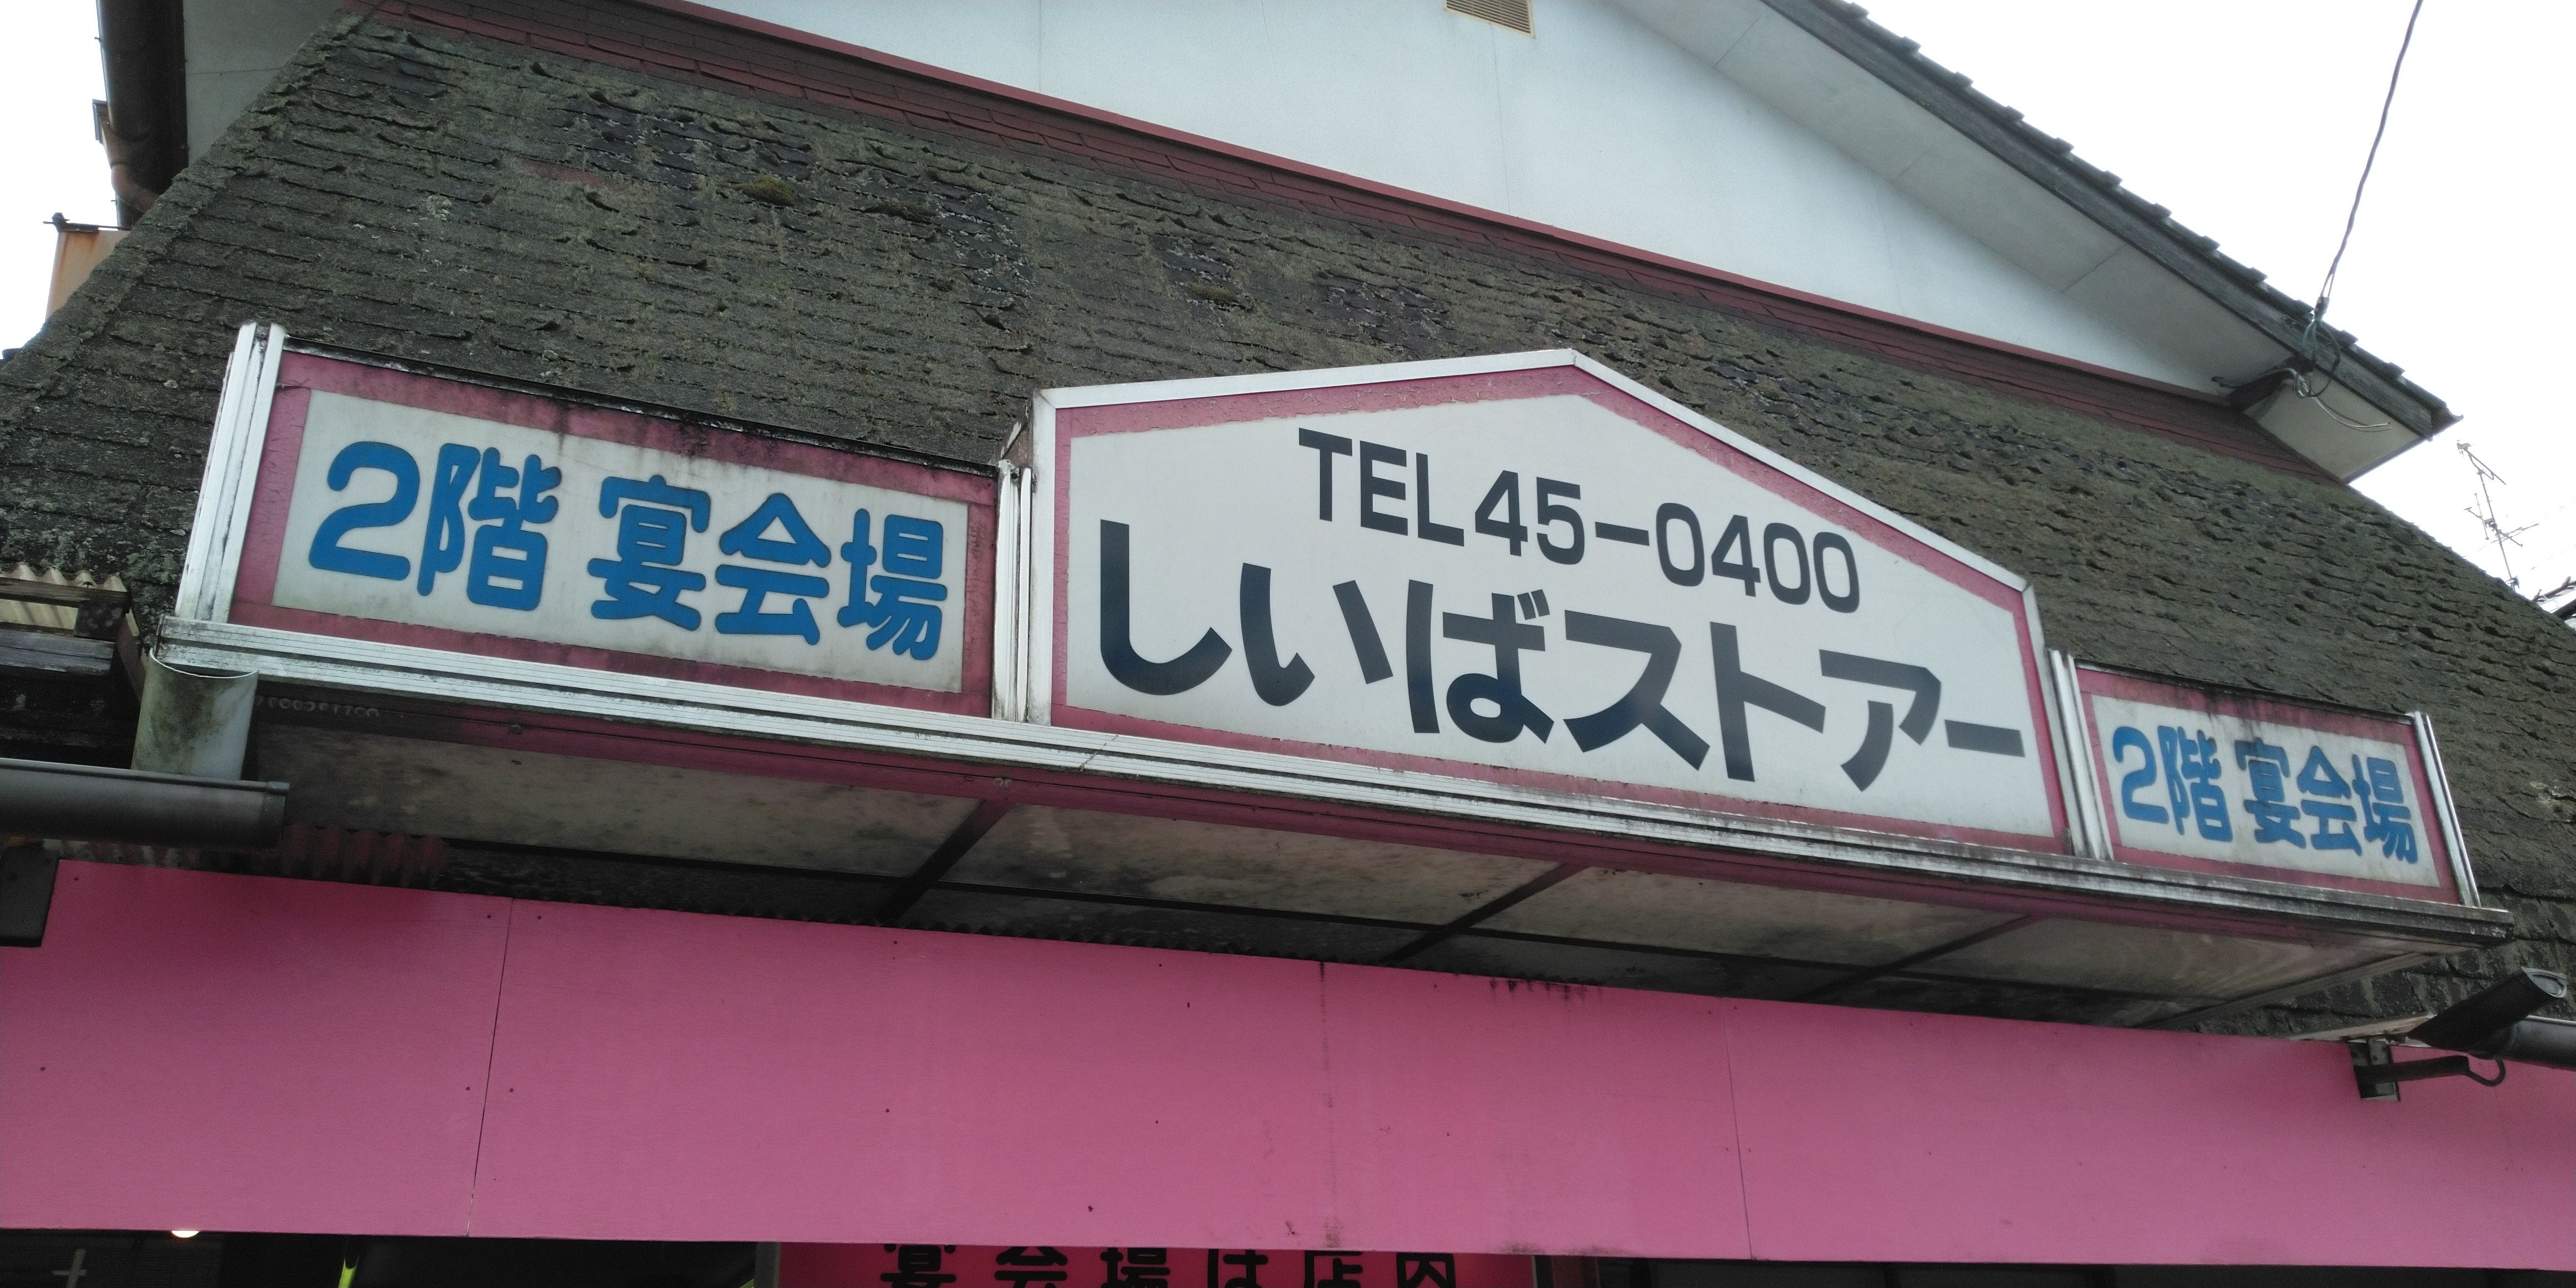 2階 宴会場
TEL45-0400
しいばストアー
2階 宴会場
宴会場は店内